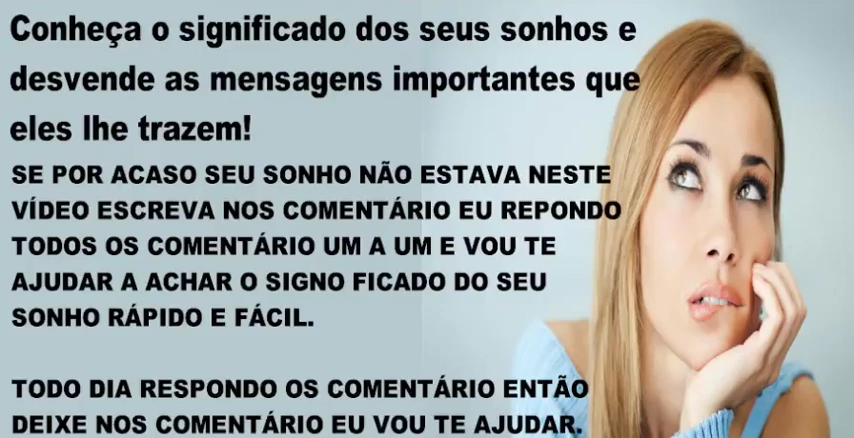 Conheça o significado dos seus sonhos e
desvende as mensagens importantes que
eles lhe trazem!
SE POR ACASO SEU SONHO NÃO ESTAVA NESTE
VÍDEO ESCREVA NOS COMENTÁRIO EU REPONDO
TODOS OS COMENTÁRIO UM A UM E VOU TE
AJUDAR A ACHAR O SIGNO FICADO DO SEU
SONHO RÁPIDO E FÁCIL.
TODO DIA RESPONDO OS COMENTÁRIO ENTÃO
DEIXE NOS COMENTÁRIO EU VOU TE AJUDAR.